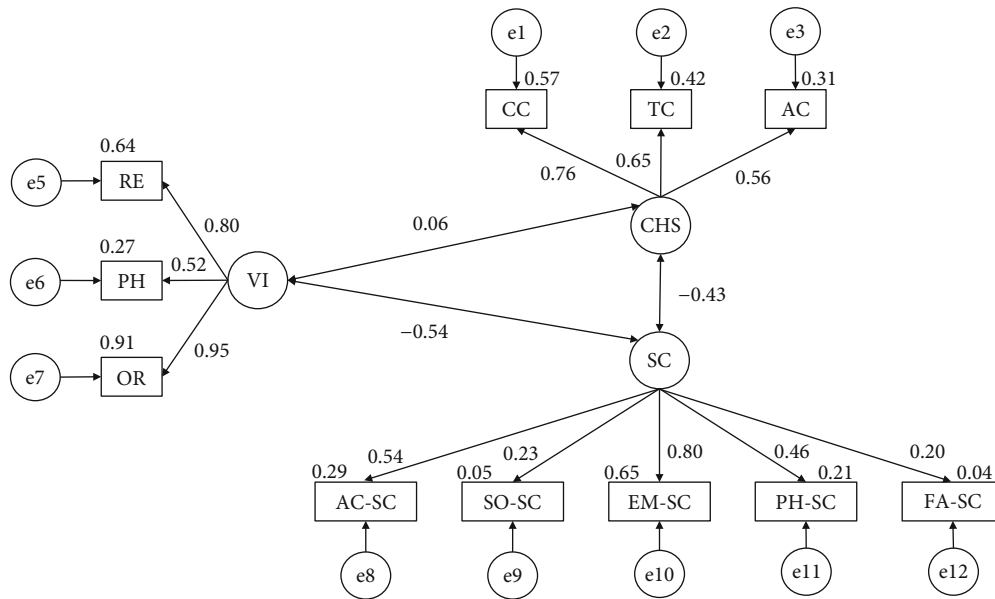 e1
e2
e3
0.57
0.42
0.31
CC
TC
AC
0.76
0.65
0.56
0.64
e5
RE
0.80
0.06
CHS
0.27
e6
PH
0.52
VI
−0.43
−0.54
0.91
0.95
e7
OR
SC
0.29
0.54
0.05
0.23
0.65
0.80
0.46
0.21
0.20
0.04
AC-SC
SO-SC
EM-SC
PH-SC
FA-SC
e8
e9
e10
e11
e12